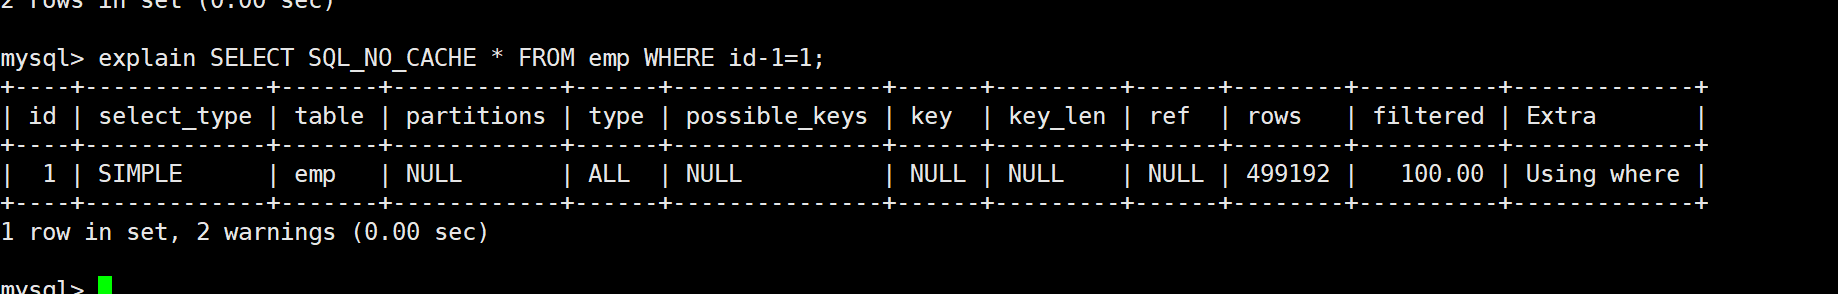 2 rows in set (0.00 sec)
mysql> explain SELECT SQL_NO_CACHE * FROM emp WHERE id-1=1;
+----+-------------+-------+------------+------+---------------+------+---------+------+--------+----------+-------------+
| id | select_type | table | partitions | type | possible_keys | key  | key_len | ref  | rows   | filtered | Extra       |
+----+-------------+-------+------------+------+---------------+------+---------+------+--------+----------+-------------+
|  1 | SIMPLE      | emp   | NULL       | ALL  | NULL          | NULL | NULL    | NULL | 499192 |   100.00 | Using where |
+----+-------------+-------+------------+------+---------------+------+---------+------+--------+----------+-------------+
1 row in set, 2 warnings (0.00 sec)
mysql>